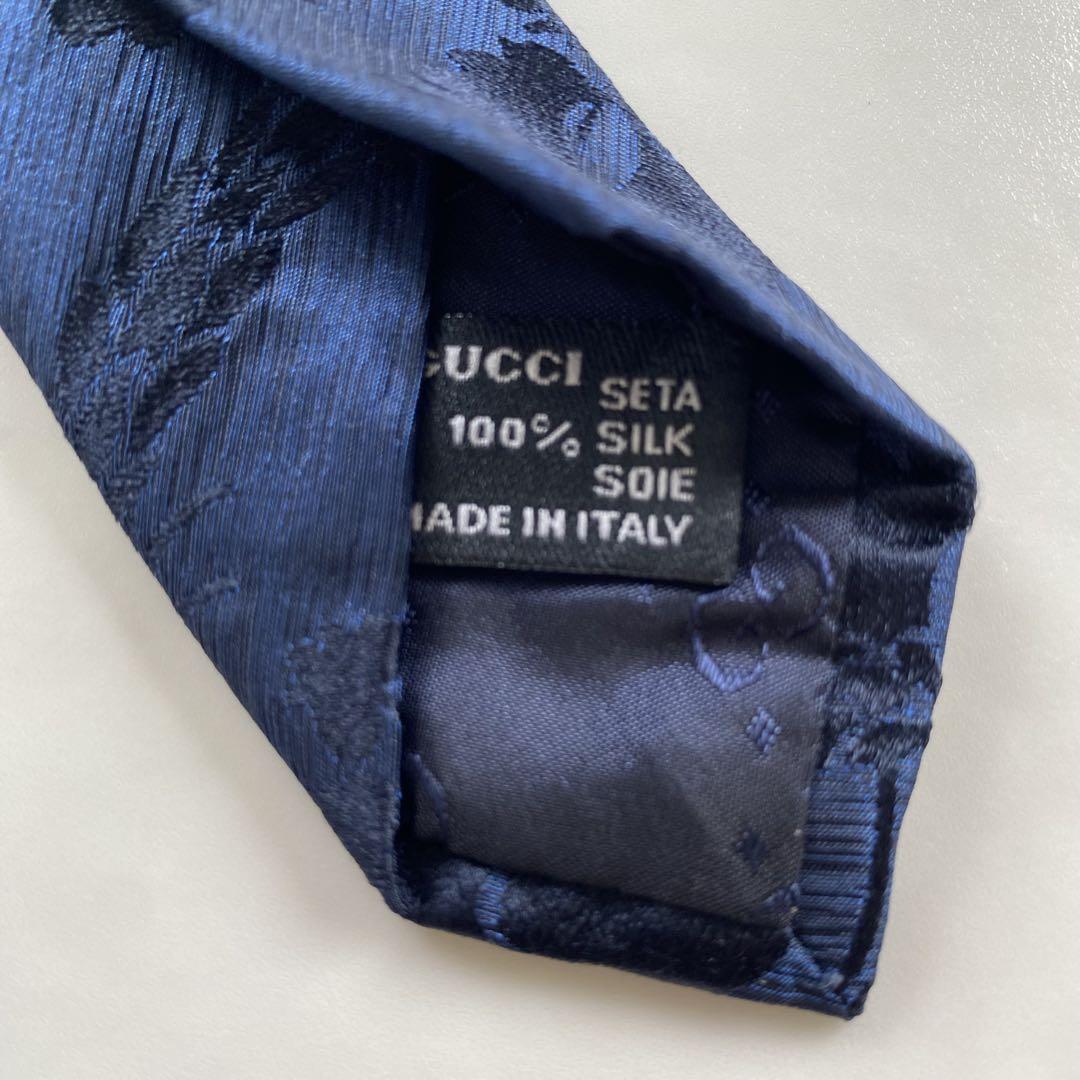 GUCCI SETA
100% SILK
SOIE
MADE IN ITALY